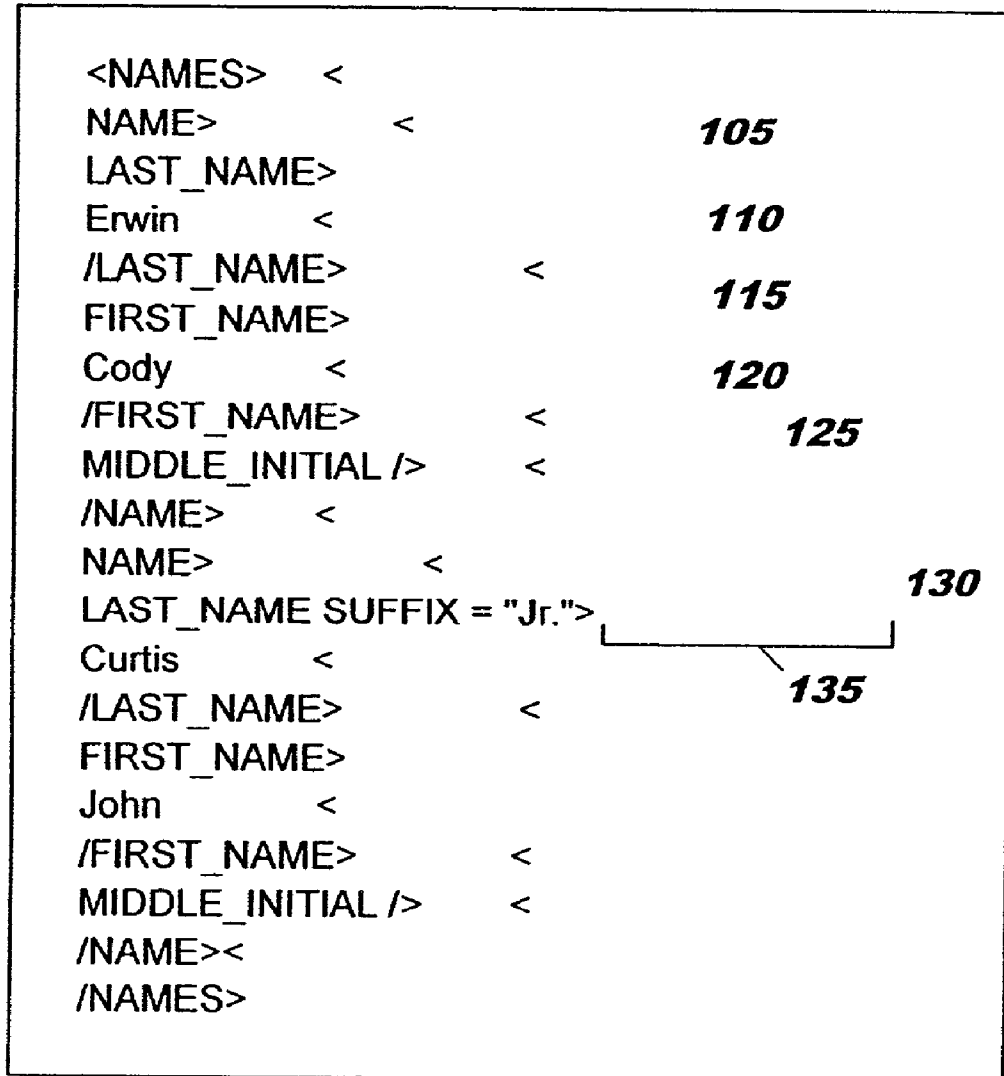 <NAMES> <
NAME> <
105
LAST_NAME>
Erwin <
110
/LAST_NAME> <
115
FIRST_NAME>
Cody <
120
/FIRST_NAME> <
125
MIDDLE_INITIAL /> <
/NAME> <
NAME> <
130
LAST_NAME SUFFIX = "Jr.">
Curtis <
135
/LAST_NAME> <
FIRST_NAME>
John <
/FIRST_NAME> <
MIDDLE_INITIAL /> <
/NAME><
/NAMES>